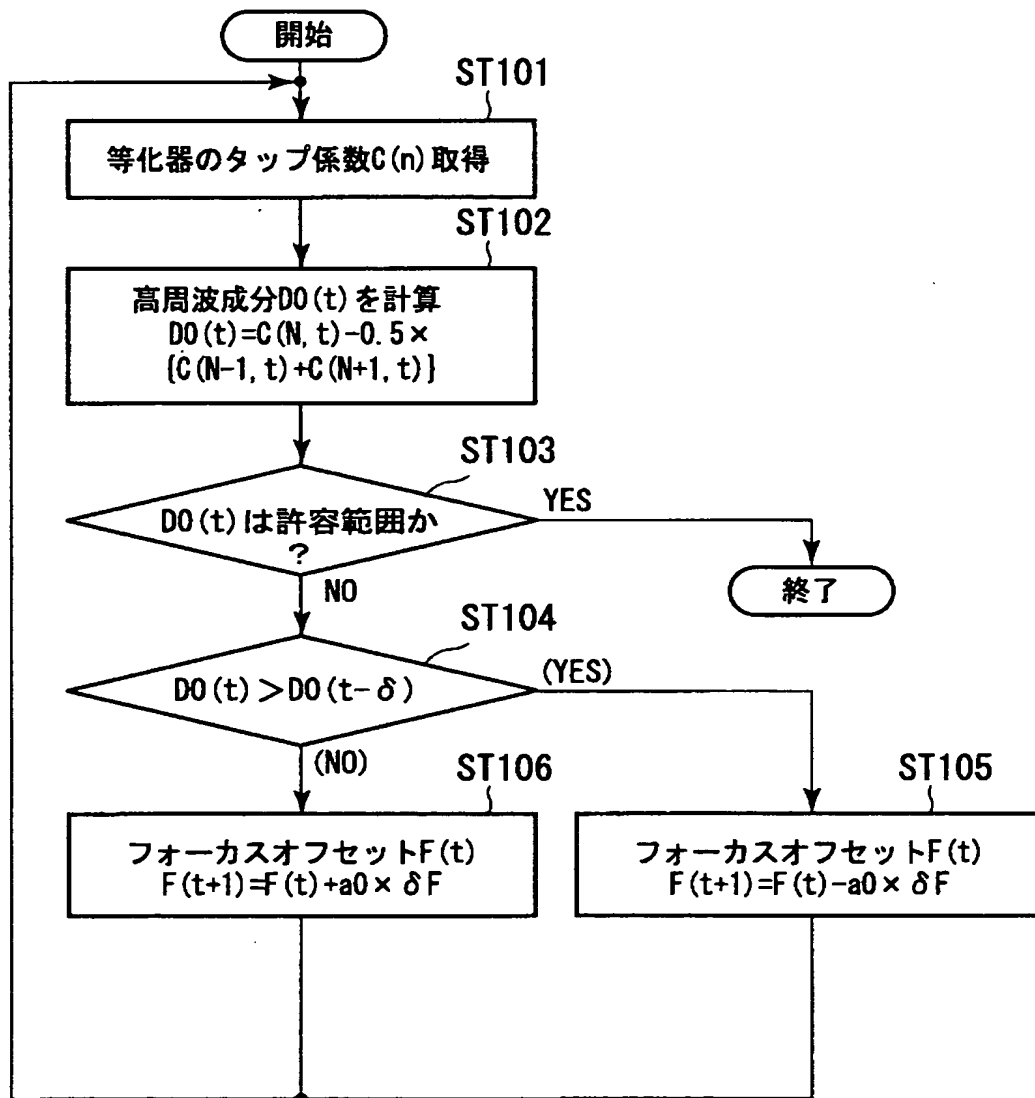 開始
ST101
等化器のタップ係数C(n)取得
ST102
高周波成分D0(t)を計算
D0(t)=C(N,t)-0.5×
{C(N-1,t)+C(N+1,t)}
ST103
D0(t)は許容範囲か
?
YES
終了
NO
ST104
D0(t)>D0(t-δ)
(YES)
(NO)
ST106
フォーカスオフセットF(t)
F(t+1)=F(t)+a0×δF
ST105
フォーカスオフセットF(t)
F(t+1)=F(t)-a0×δF